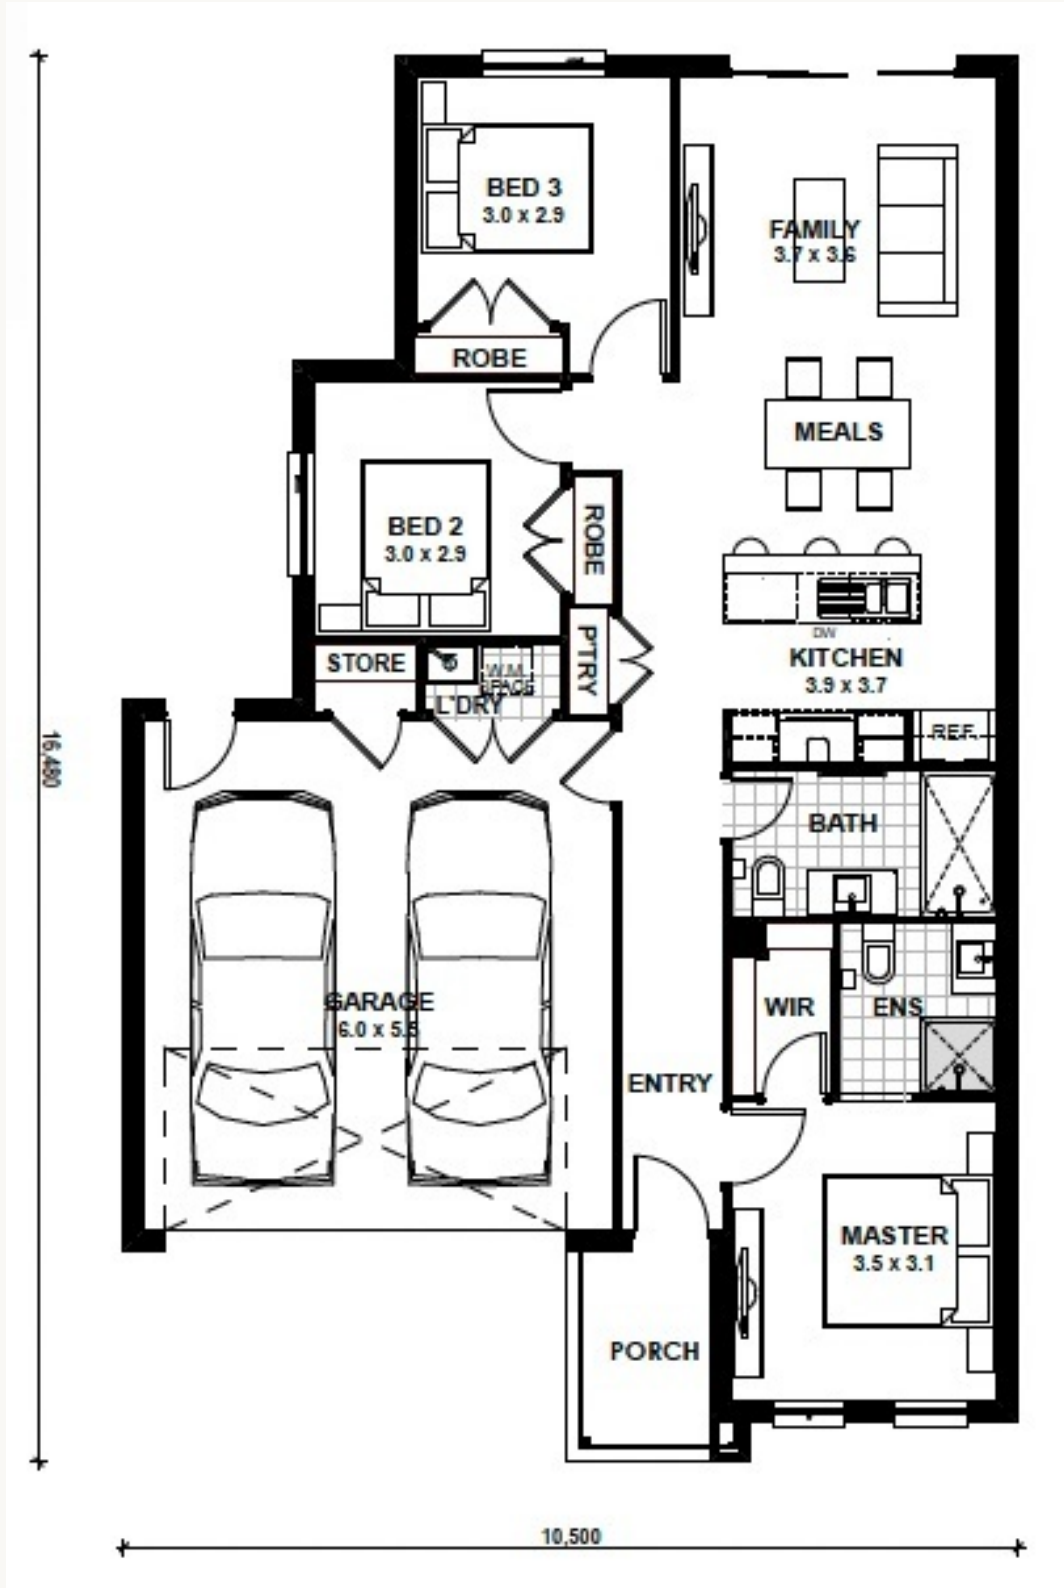 BED 3
3.0 x 2.9
FAMILY
3.7 x 3.6
ROBE
MEALS
BED 2
3.0 x 2.9
ROBE
DW
KITCHEN
3.9 x 3.7
STORE
W.M.
SPACE
L'DRY
P'TRY
REF.
16,480
BATH
GARAGE
6.0 x 5.5
WIR
ENS
ENTRY
MASTER
3.5 x 3.1
PORCH
10,500